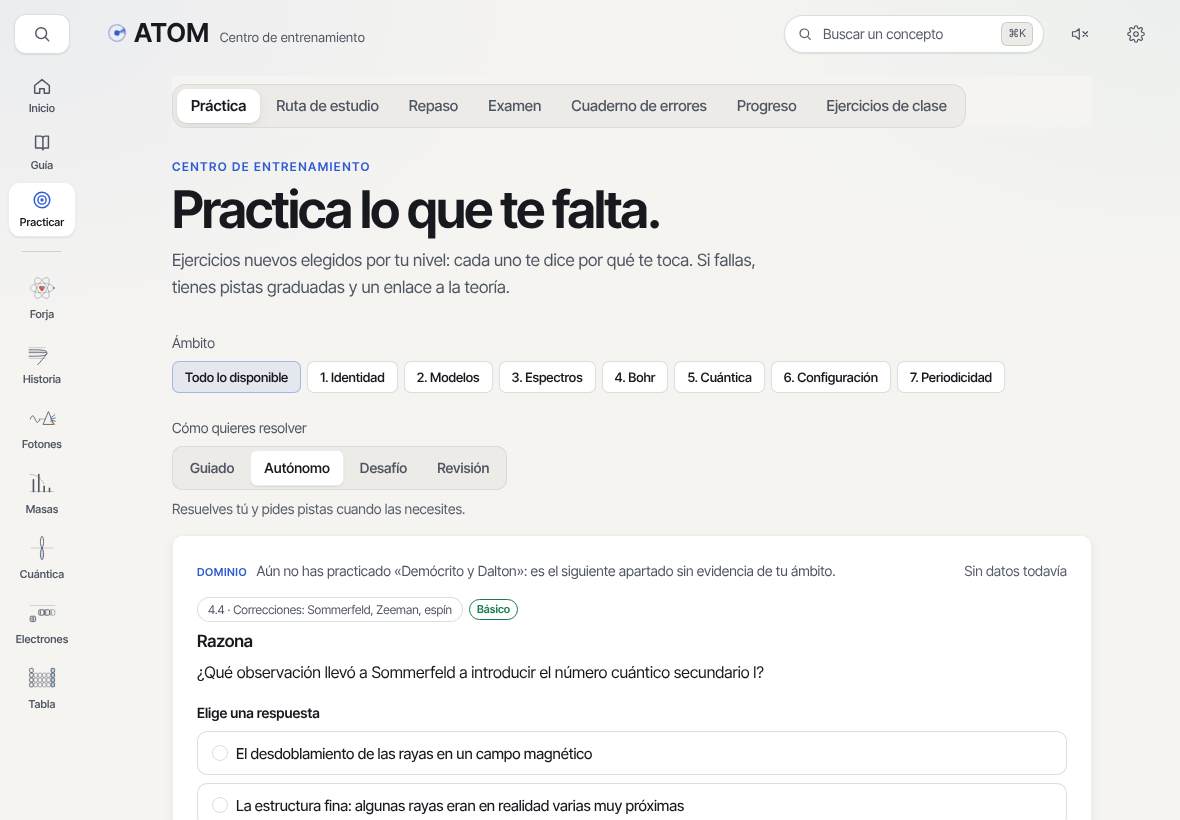 ATOM Centro de entrenamiento
Buscar un concepto ⌘K
Inicio
Guía
Practicar
Forja
Historia
Fotones
Masas
Cuántica
Electrones
Tabla
Práctica Ruta de estudio Repaso Examen Cuaderno de errores Progreso Ejercicios de clase
CENTRO DE ENTRENAMIENTO
Practica lo que te falta.
Ejercicios nuevos elegidos por tu nivel: cada uno te dice por qué te toca. Si fallas,
tienes pistas graduadas y un enlace a la teoría.
Ámbito
Todo lo disponible 1. Identidad 2. Modelos 3. Espectros 4. Bohr 5. Cuántica 6. Configuración 7. Periodicidad
Cómo quieres resolver
Guiado Autónomo Desafío Revisión
Resuelves tú y pides pistas cuando las necesites.
DOMINIO Aún no has practicado «Demócrito y Dalton»: es el siguiente apartado sin evidencia de tu ámbito. Sin datos todavía
4.4 · Correcciones: Sommerfeld, Zeeman, espín Básico
Razona
¿Qué observación llevó a Sommerfeld a introducir el número cuántico secundario l?
Elige una respuesta
El desdoblamiento de las rayas en un campo magnético
La estructura fina: algunas rayas eran en realidad varias muy próximas